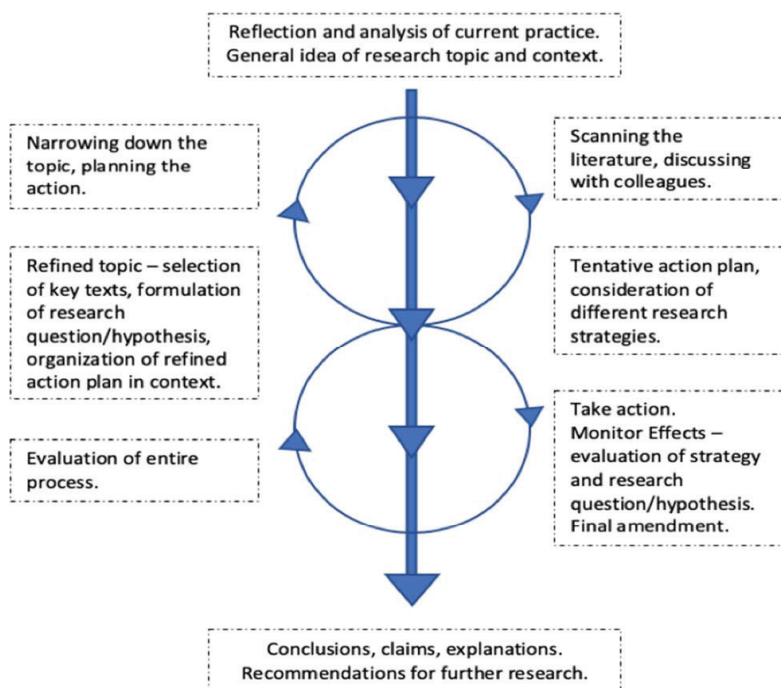 Reflection and analysis of current practice.
General idea of research topic and context.
Narrowing down the
topic, planning the
action.
Scanning the
literature, discussing
with colleagues.
Refined topic – selection
of key texts, formulation
of research
question/hypothesis,
organization of refined
action plan in context.
Tentative action plan,
consideration of
different research
strategies.
Evaluation of entire
process.
Take action.
Monitor Effects –
evaluation of strategy
and research
question/hypothesis.
Final amendment.
Conclusions, claims, explanations.
Recommendations for further research.